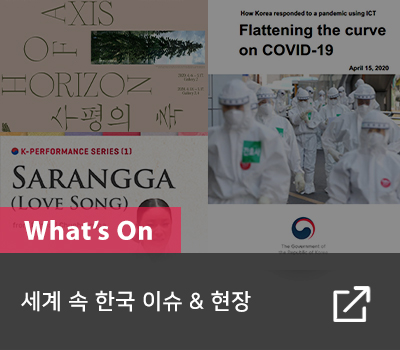 AXIS
OF
HORIZON
수평의 축
How Korea responded to a pandemic using ICT
Flattening the curve
on COVID-19
April 15, 2020
K-PERFORMANCE SERIES (1)
SARANGGA
(LOVE SONG)
The Government of
the Republic of Korea
What's On
세계 속 한국 이슈 & 현장